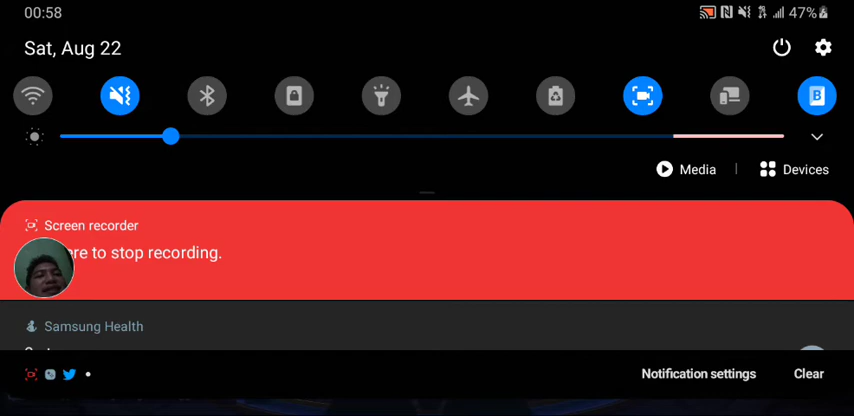 00:58
47%
Sat, Aug 22
B
Media | Devices
Screen recorder
ere to stop recording.
Samsung Health
Notification settings
Clear